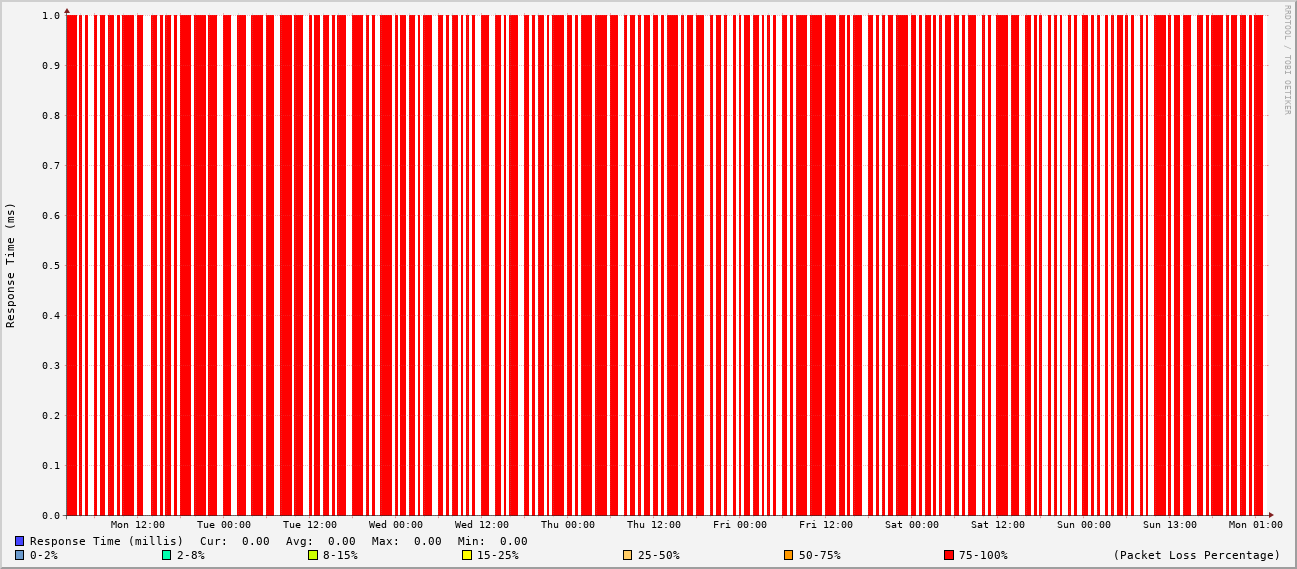 RRDTOOL / TOBI OETIKER
Response Time (ms)
1.0
0.9
0.8
0.7
0.6
0.5
0.4
0.3
0.2
0.1
0.0
Mon 12:00 Tue 00:00 Tue 12:00 Wed 00:00 Wed 12:00 Thu 00:00 Thu 12:00 Fri 00:00 Fri 12:00 Sat 00:00 Sat 12:00 Sun 00:00 Sun 13:00 Mon 01:00
Response Time (millis) Cur: 0.00 Avg: 0.00 Max: 0.00 Min: 0.00
0-2% 2-8% 8-15% 15-25% 25-50% 50-75% 75-100% (Packet Loss Percentage)